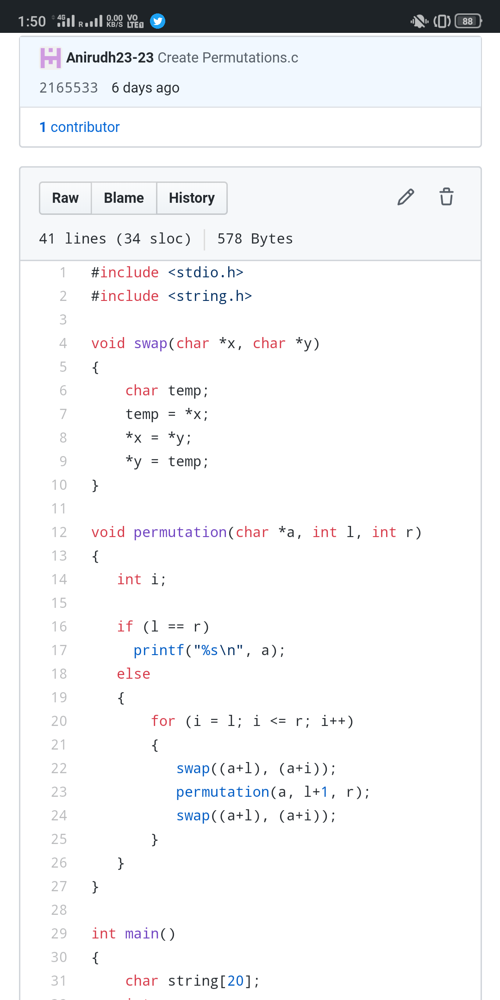 1:50 4G R 0.00 KB/S VO LTE1 88
Anirudh23-23 Create Permutations.c
2165533 6 days ago
1 contributor
Raw Blame History
41 lines (34 sloc) 578 Bytes
1 #include <stdio.h>
2 #include <string.h>
3
4 void swap(char *x, char *y)
5 {
6     char temp;
7     temp = *x;
8     *x = *y;
9     *y = temp;
10 }
11
12 void permutation(char *a, int l, int r)
13 {
14    int i;
15
16    if (l == r)
17      printf("%s\n", a);
18    else
19    {
20        for (i = l; i <= r; i++)
21        {
22           swap((a+l), (a+i));
23           permutation(a, l+1, r);
24           swap((a+l), (a+i));
25        }
26    }
27 }
28
29 int main()
30 {
31     char string[20];